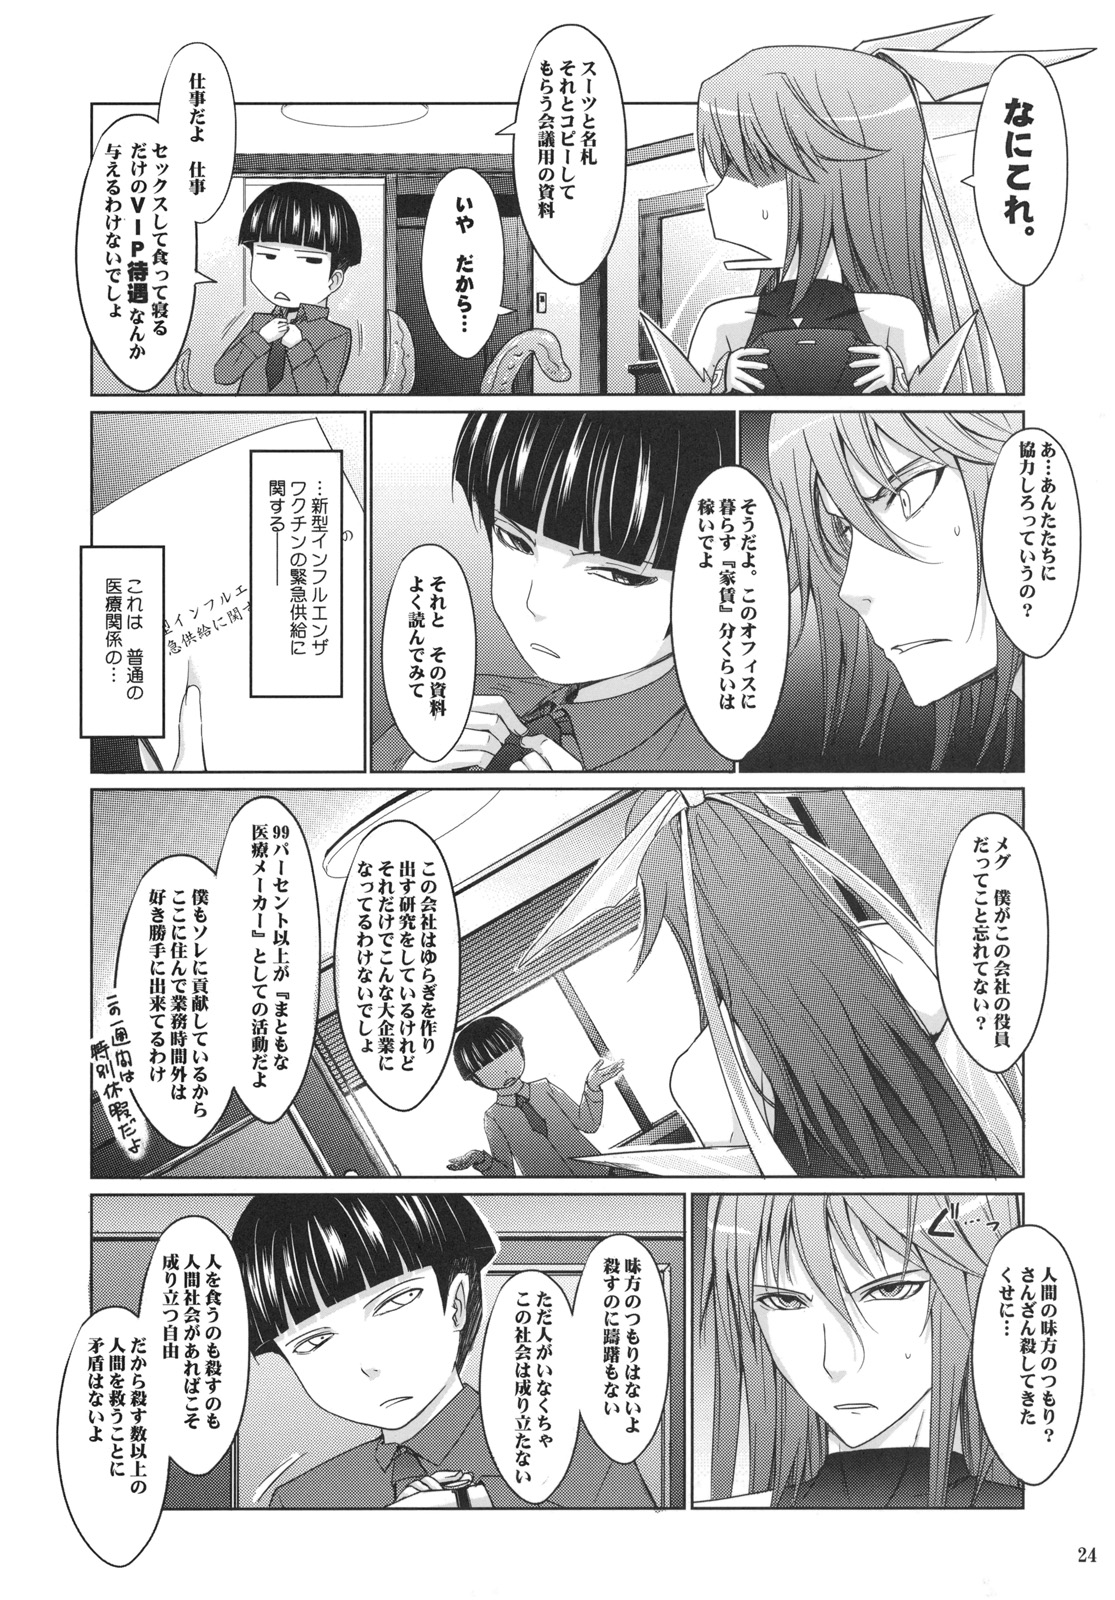 なにこれ。
スーツと名札
それとコピーして
もらう会議用の資料
いや だから…
仕事だよ 仕事
セックスして食って寝る
だけのVIP待遇なんか
与えるわけないでしょ
あ…あんたたちに
協力しろっていうの?
そうだよ。このオフィスに
暮らす『家賃』分くらいは
稼いでよ
それと その資料
よく読んでみて
…新型インフルエンザ
ワクチンの緊急供給に
関する――
の
型インフルエ
急供給に関す
これは 普通の
医療関係の…
メグ 僕がこの会社の役員
だってこと忘れてない?
この会社はゆらぎを作り
出す研究をしているけれど
それだけでこんな大企業に
なってるわけないでしょ
99パーセント以上が『まともな
医療メーカー』としての活動だよ
僕もソレに貢献しているから
ここに住んで業務時間外は
好き勝手に出来てるわけ
この一週間は
特別休暇だよ
ぐ…っ
人間の味方のつもり?
さんざん殺してきた
くせに…
味方のつもりはないよ
殺すのに躊躇もない
ただ人がいなくちゃ
この社会は成り立たない
人を食うのも殺すのも
人間社会があればこそ
成り立つ自由
だから殺す数以上の
人間を救うことに
矛盾はないよ
24